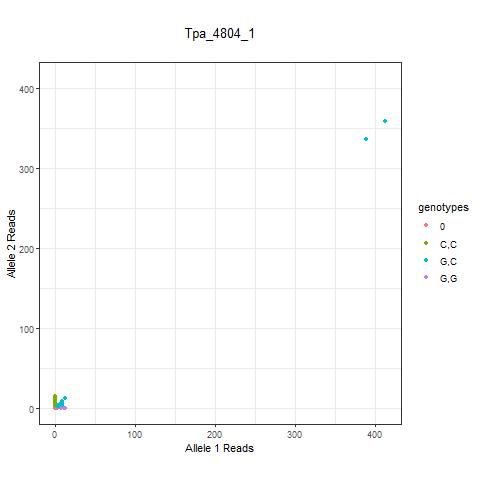 Tpa_4804_1
Allele 2 Reads
400
300
200
100
0
0 100 200 300 400
Allele 1 Reads
genotypes
0
C,C
G,C
G,G